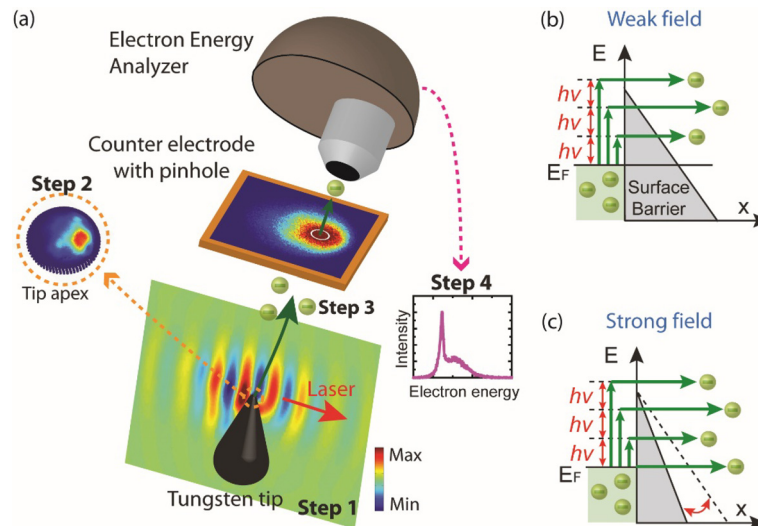 (a)
Electron Energy
Analyzer
Counter electrode
with pinhole
Step 2
Tip apex
Step 3
Step 4
Intensity
Electron energy
Laser
Max
Min
Tungsten tip
Step 1
(b)
Weak field
E
hν
hν
hν
EF
Surface
Barrier
x
(c)
Strong field
E
hν
hν
hν
EF
x